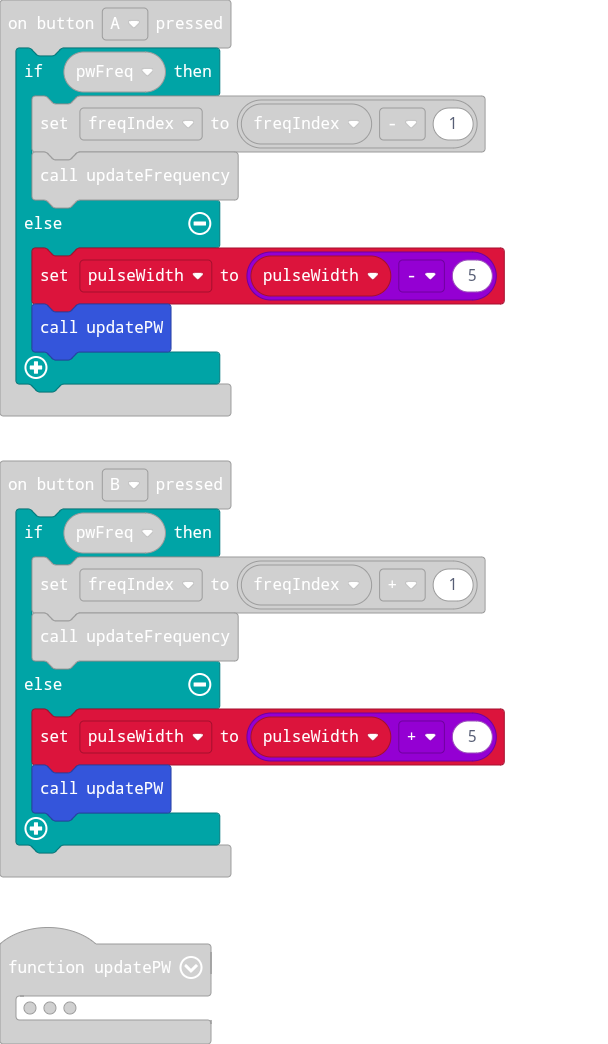 on button A pressed
if pwFreq then
set freqIndex to freqIndex - 1
call updateFrequency
else
set pulseWidth to pulseWidth - 5
call updatePW
on button B pressed
if pwFreq then
set freqIndex to freqIndex + 1
call updateFrequency
else
set pulseWidth to pulseWidth + 5
call updatePW
function updatePW